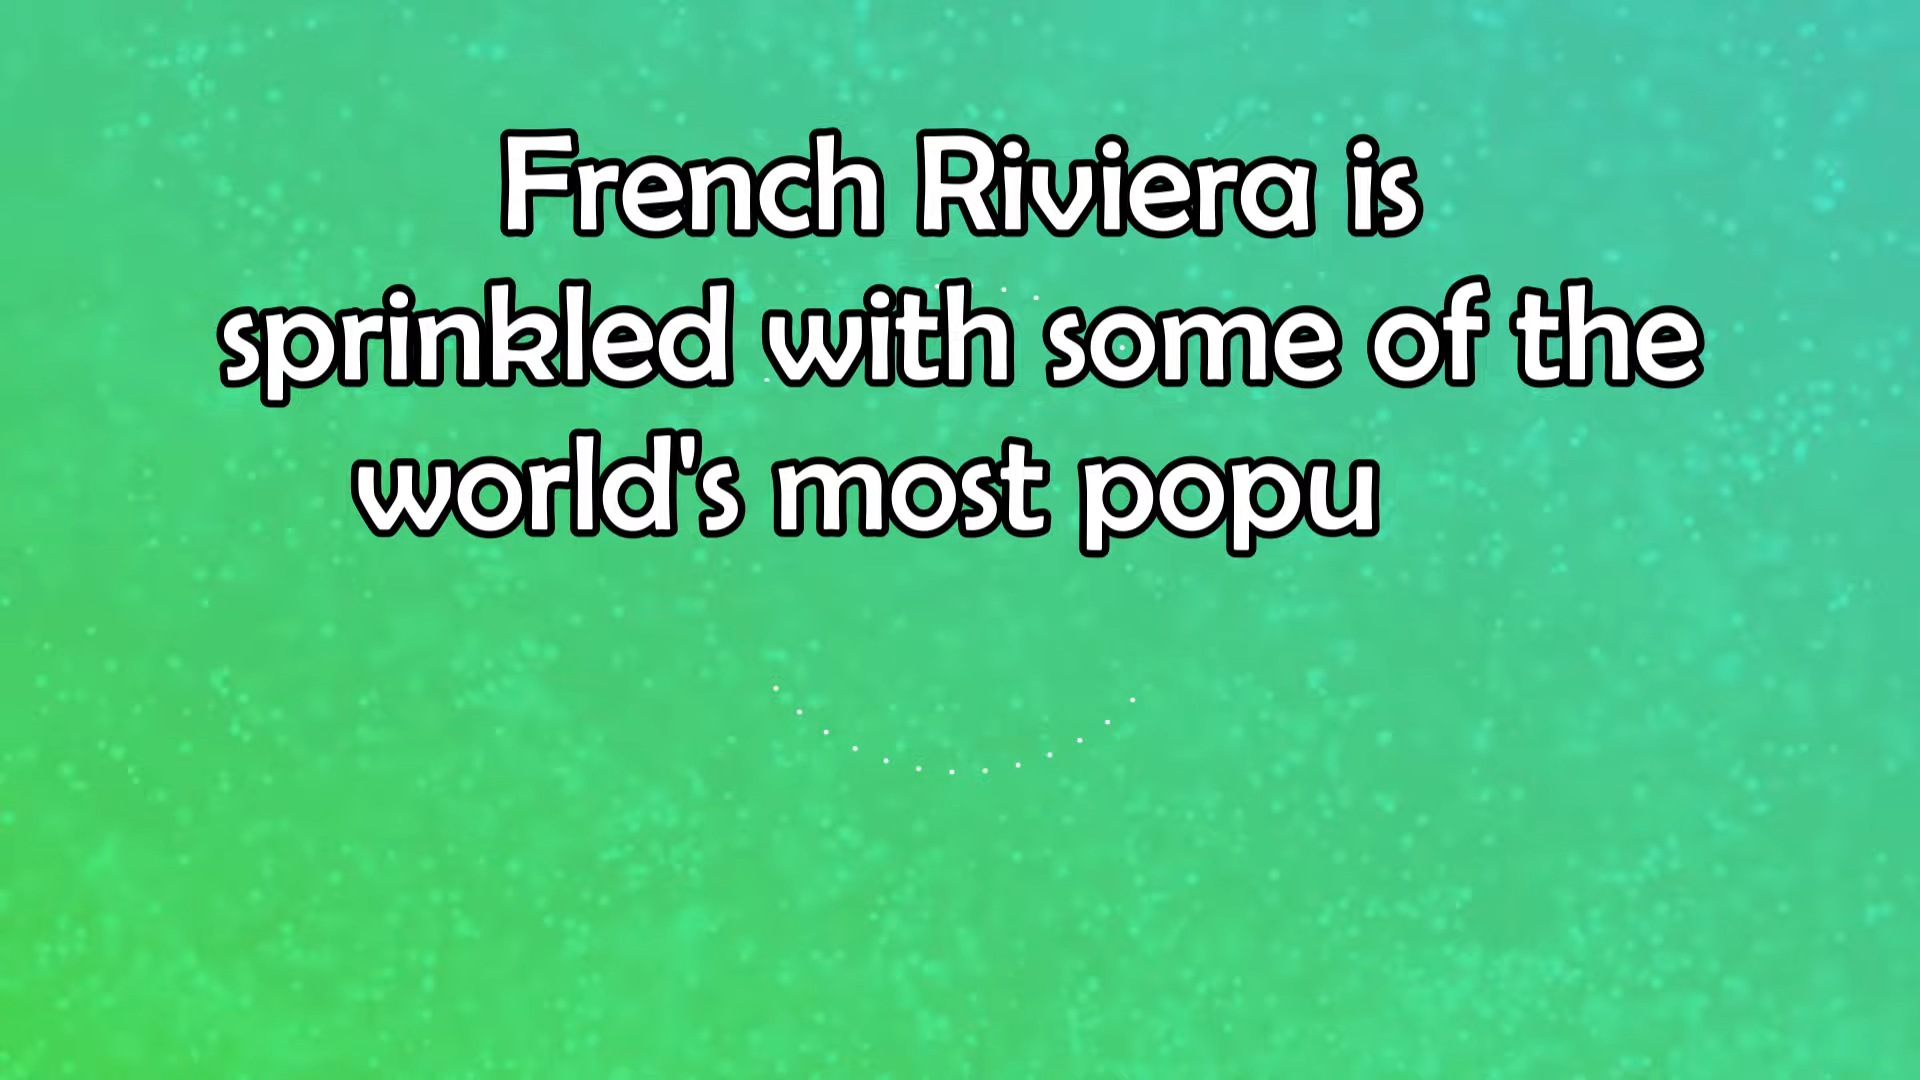 French Riviera is
sprinkled with some of the
world's most popu